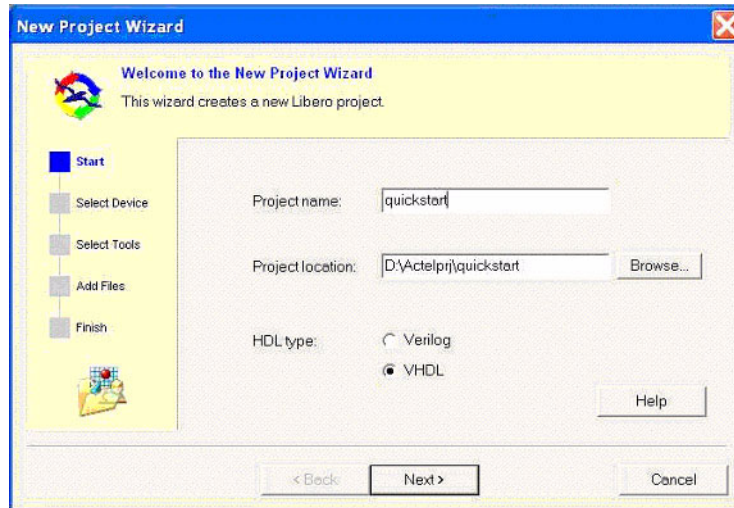 New Project Wizard
Welcome to the New Project Wizard
This wizard creates a new Libero project.
Start
Select Device
Select Tools
Add Files
Finish
Project name: quickstart
Project location: D:\Actelprj\quickstart Browse...
HDL type: Verilog
VHDL
Help
< Back Next > Cancel